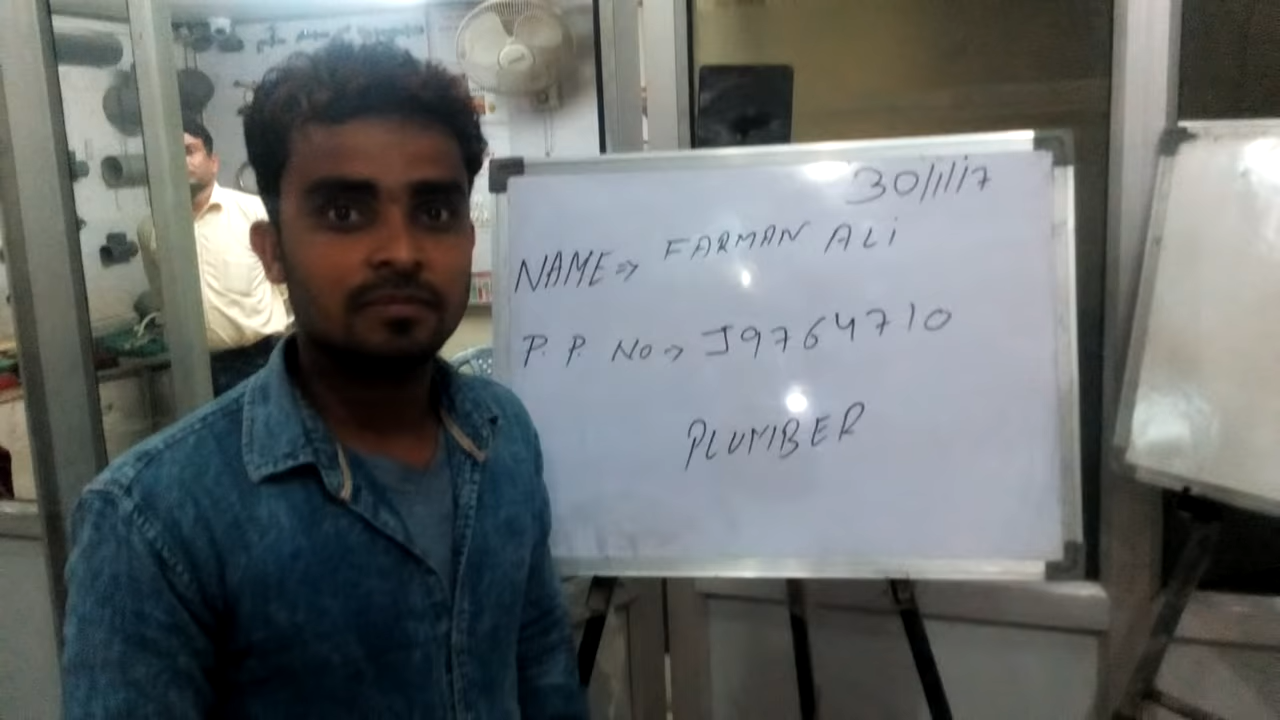 30/1/17
NAME⇒ FARMAN ALi
P. P. No→ J9764710
PLUMBER